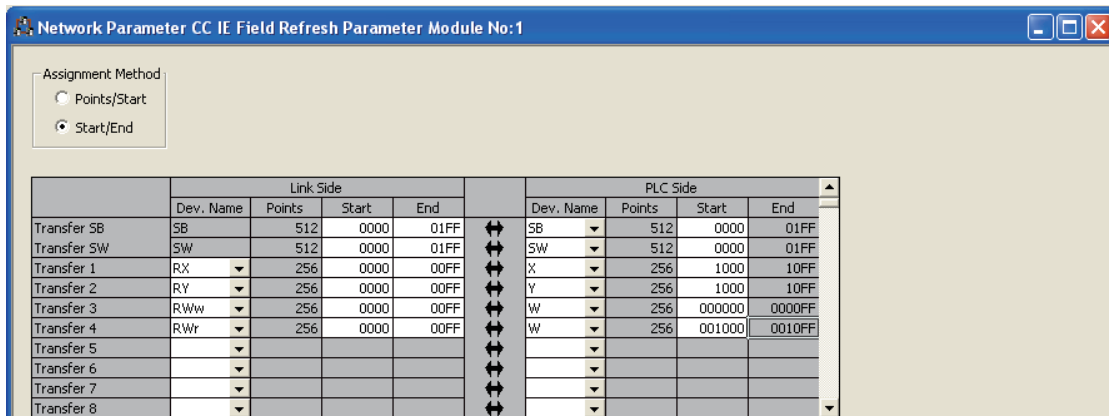 Network Parameter CC IE Field Refresh Parameter Module No:1
Assignment Method
Points/Start
Start/End
Link Side PLC Side
Dev. Name Points Start End Dev. Name Points Start End
Transfer SB SB 512 0000 01FF SB 512 0000 01FF
Transfer SW SW 512 0000 01FF SW 512 0000 01FF
Transfer 1 RX 256 0000 00FF X 256 1000 10FF
Transfer 2 RY 256 0000 00FF Y 256 1000 10FF
Transfer 3 RWw 256 0000 00FF W 256 000000 0000FF
Transfer 4 RWr 256 0000 00FF W 256 001000 0010FF
Transfer 5
Transfer 6
Transfer 7
Transfer 8